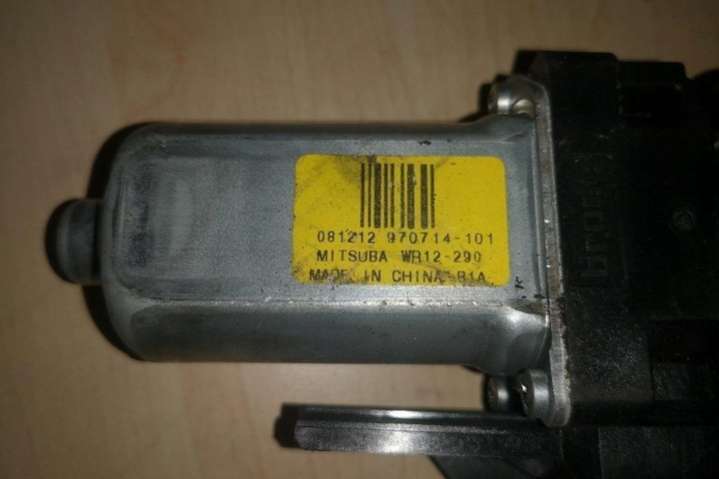 081212 970714-101
MITSUBA WR12-290
MADE IN CHINA B1A